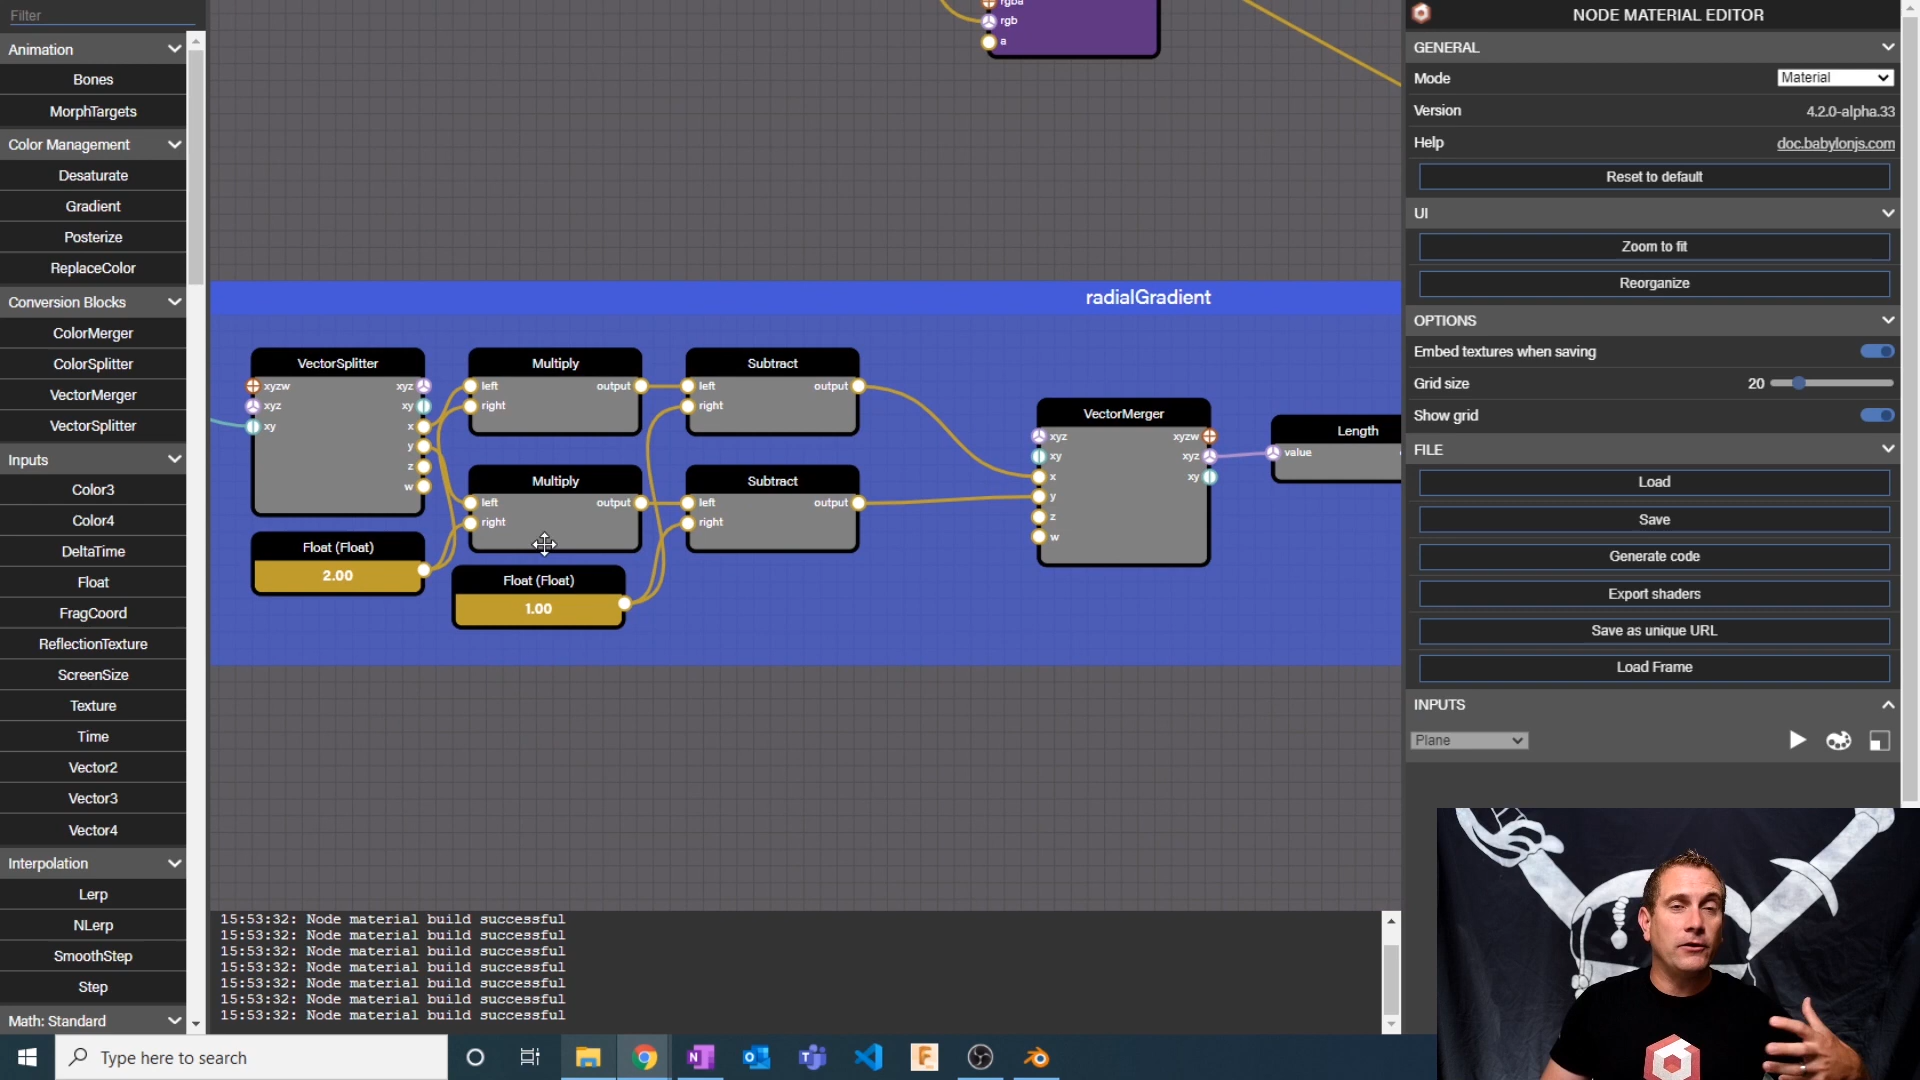 Filter
Animation
Bones
MorphTargets
Color Management
Desaturate
Gradient
Posterize
ReplaceColor
Conversion Blocks
ColorMerger
ColorSplitter
VectorMerger
VectorSplitter
Inputs
Color3
Color4
DeltaTime
Float
FragCoord
ReflectionTexture
ScreenSize
Texture
Time
Vector2
Vector3
Vector4
Interpolation
Lerp
NLerp
SmoothStep
Step
Math: Standard
rgba
rgb
a
radialGradient
VectorSplitter
xyzw xyz
xyz xy
xy x
y
z
w
Float (Float)
2.00
Multiply
left output
right
Multiply
left output
right
Float (Float)
1.00
Subtract
left output
right
Subtract
left output
right
VectorMerger
xyz xyzw
xy xyz
x xy
y
z
w
Length
value
15:53:32: Node material build successful
15:53:32: Node material build successful
15:53:32: Node material build successful
15:53:32: Node material build successful
15:53:32: Node material build successful
15:53:32: Node material build successful
15:53:32: Node material build successful
NODE MATERIAL EDITOR
GENERAL
Mode Material
Version 4.2.0-alpha.33
Help doc.babylonjs.com
Reset to default
UI
Zoom to fit
Reorganize
OPTIONS
Embed textures when saving
Grid size 20
Show grid
FILE
Load
Save
Generate code
Export shaders
Save as unique URL
Load Frame
INPUTS
Plane
Type here to search